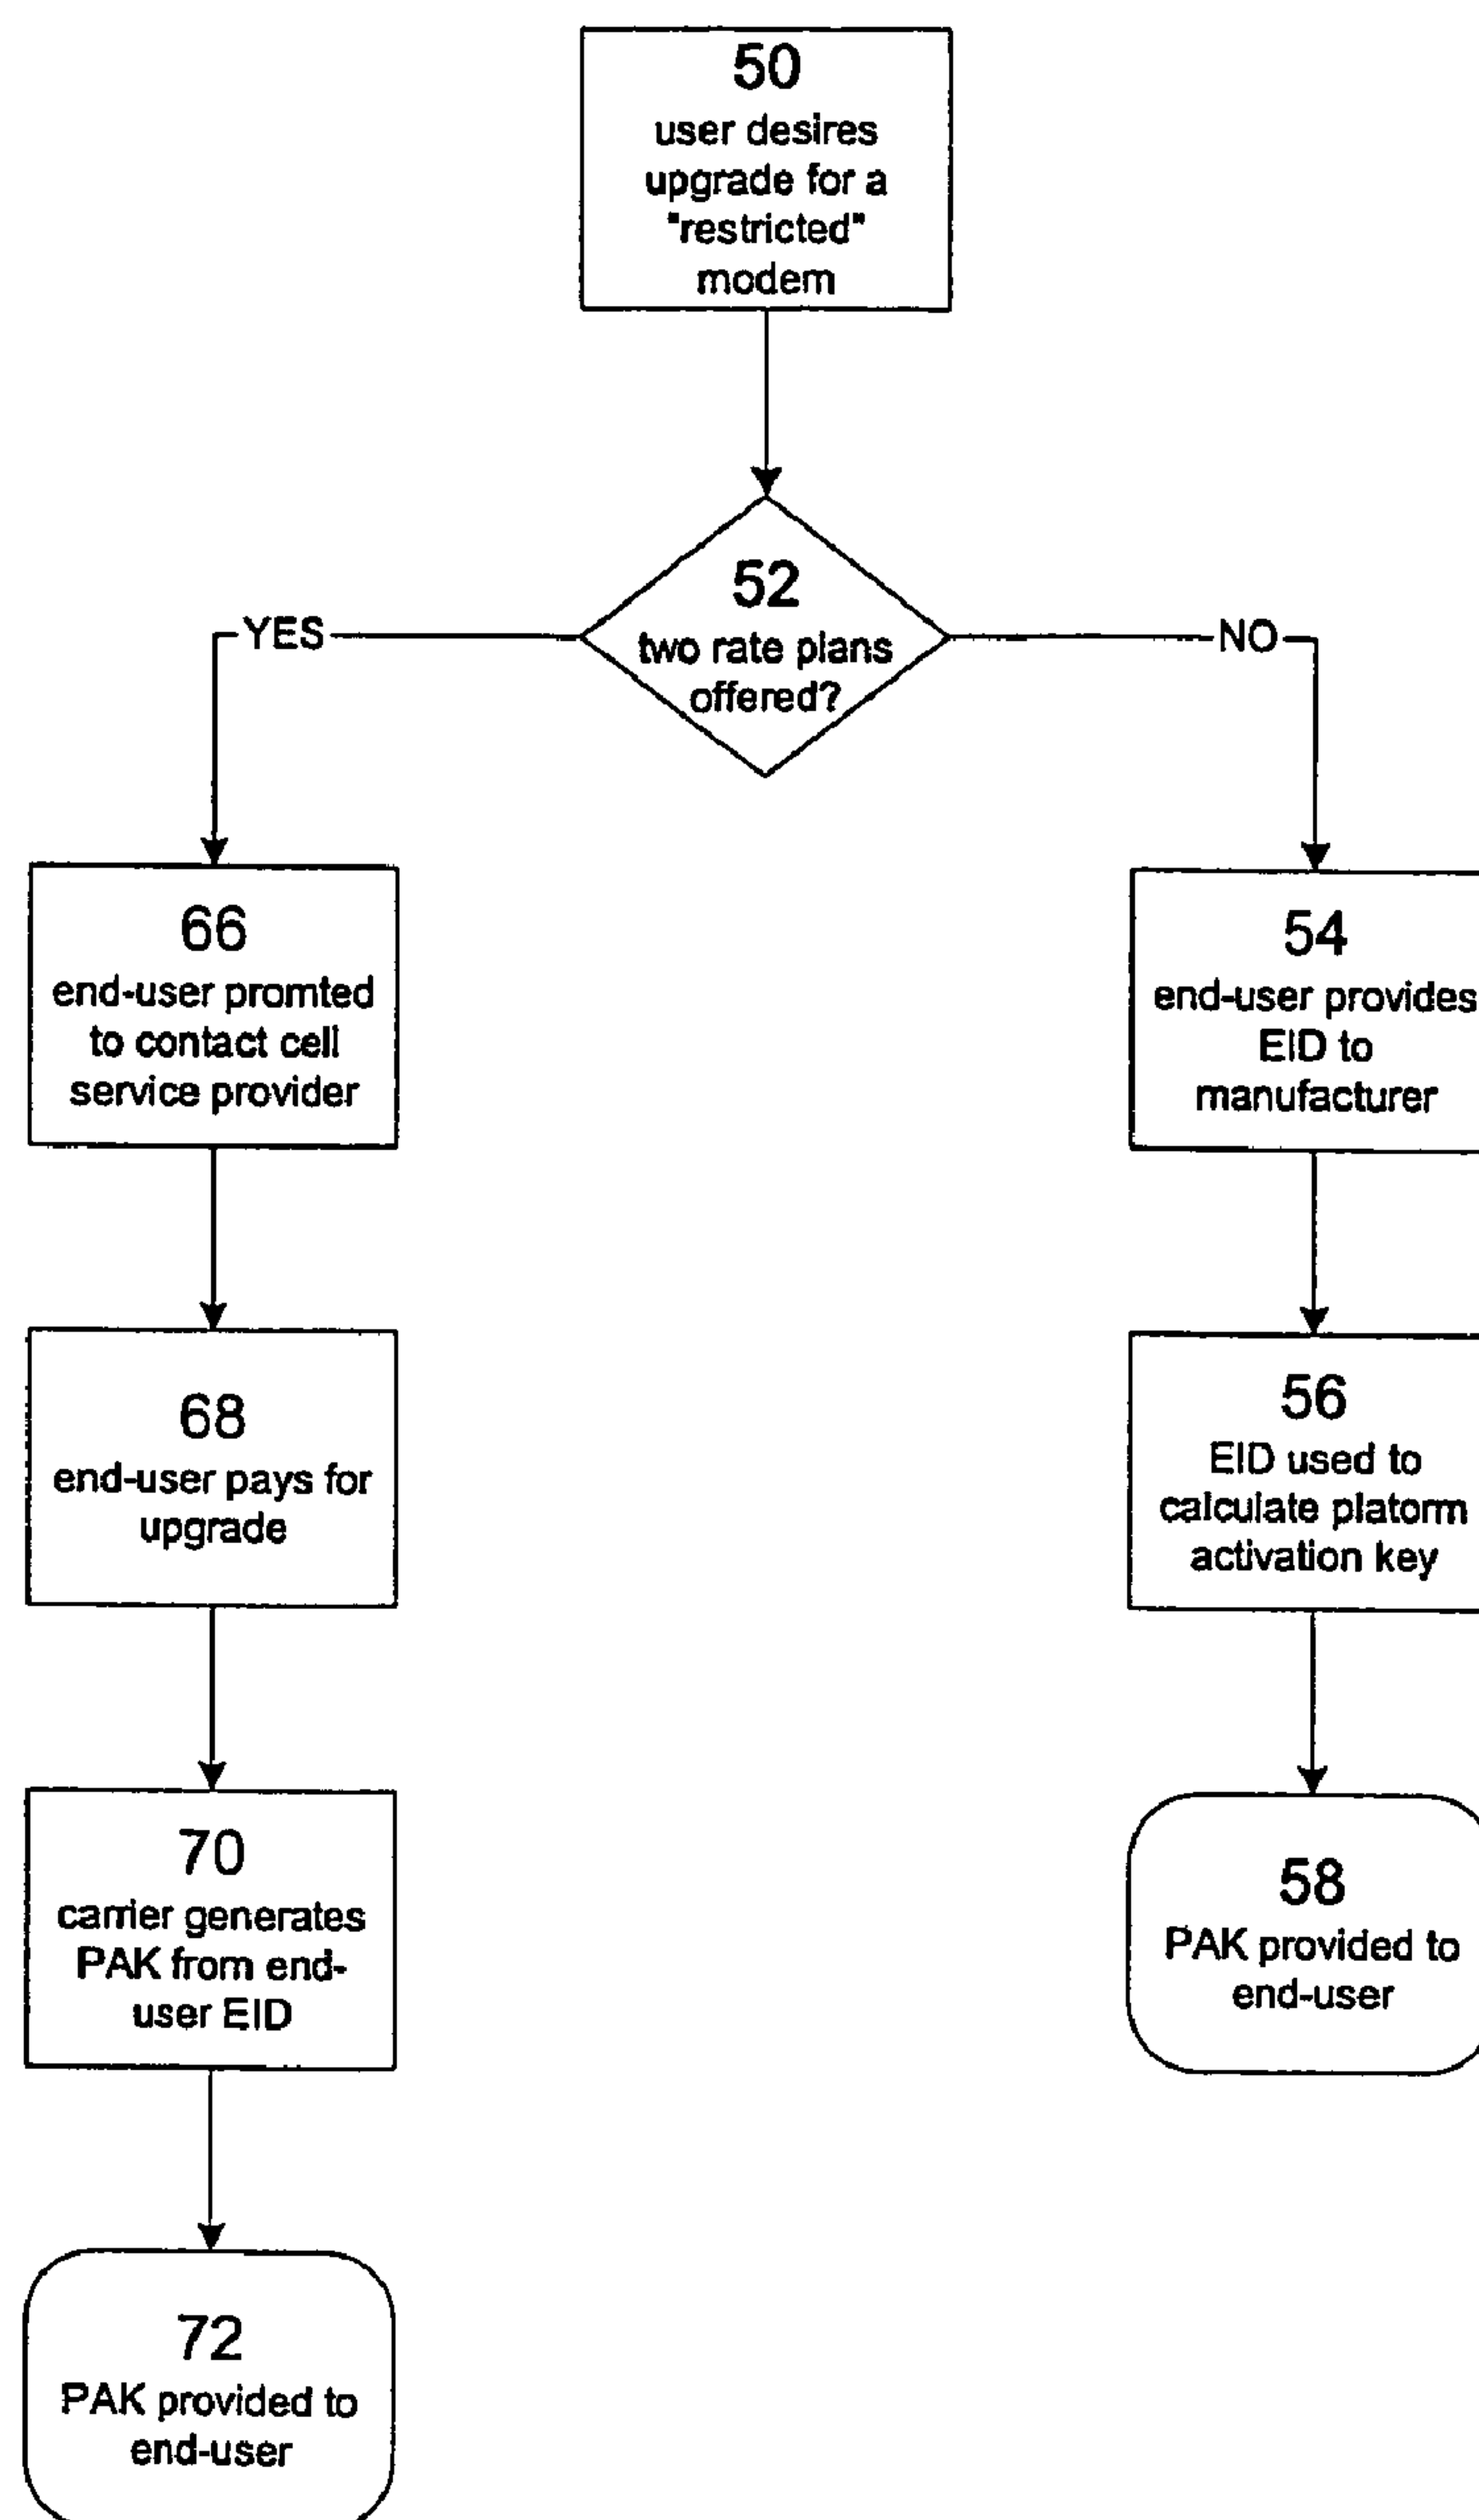 50
user desires
upgrade for a
"restricted"
modem
52
two rate plans
offered?
YES
NO
66
end-user promted
to contact cell
service provider
54
end-user provides
EID to
manufacturer
68
end-user pays for
upgrade
56
EID used to
calculate platorm
activation key
70
carrier generates
PAK from end-
user EID
58
PAK provided to
end-user
72
PAK provided to
end-user